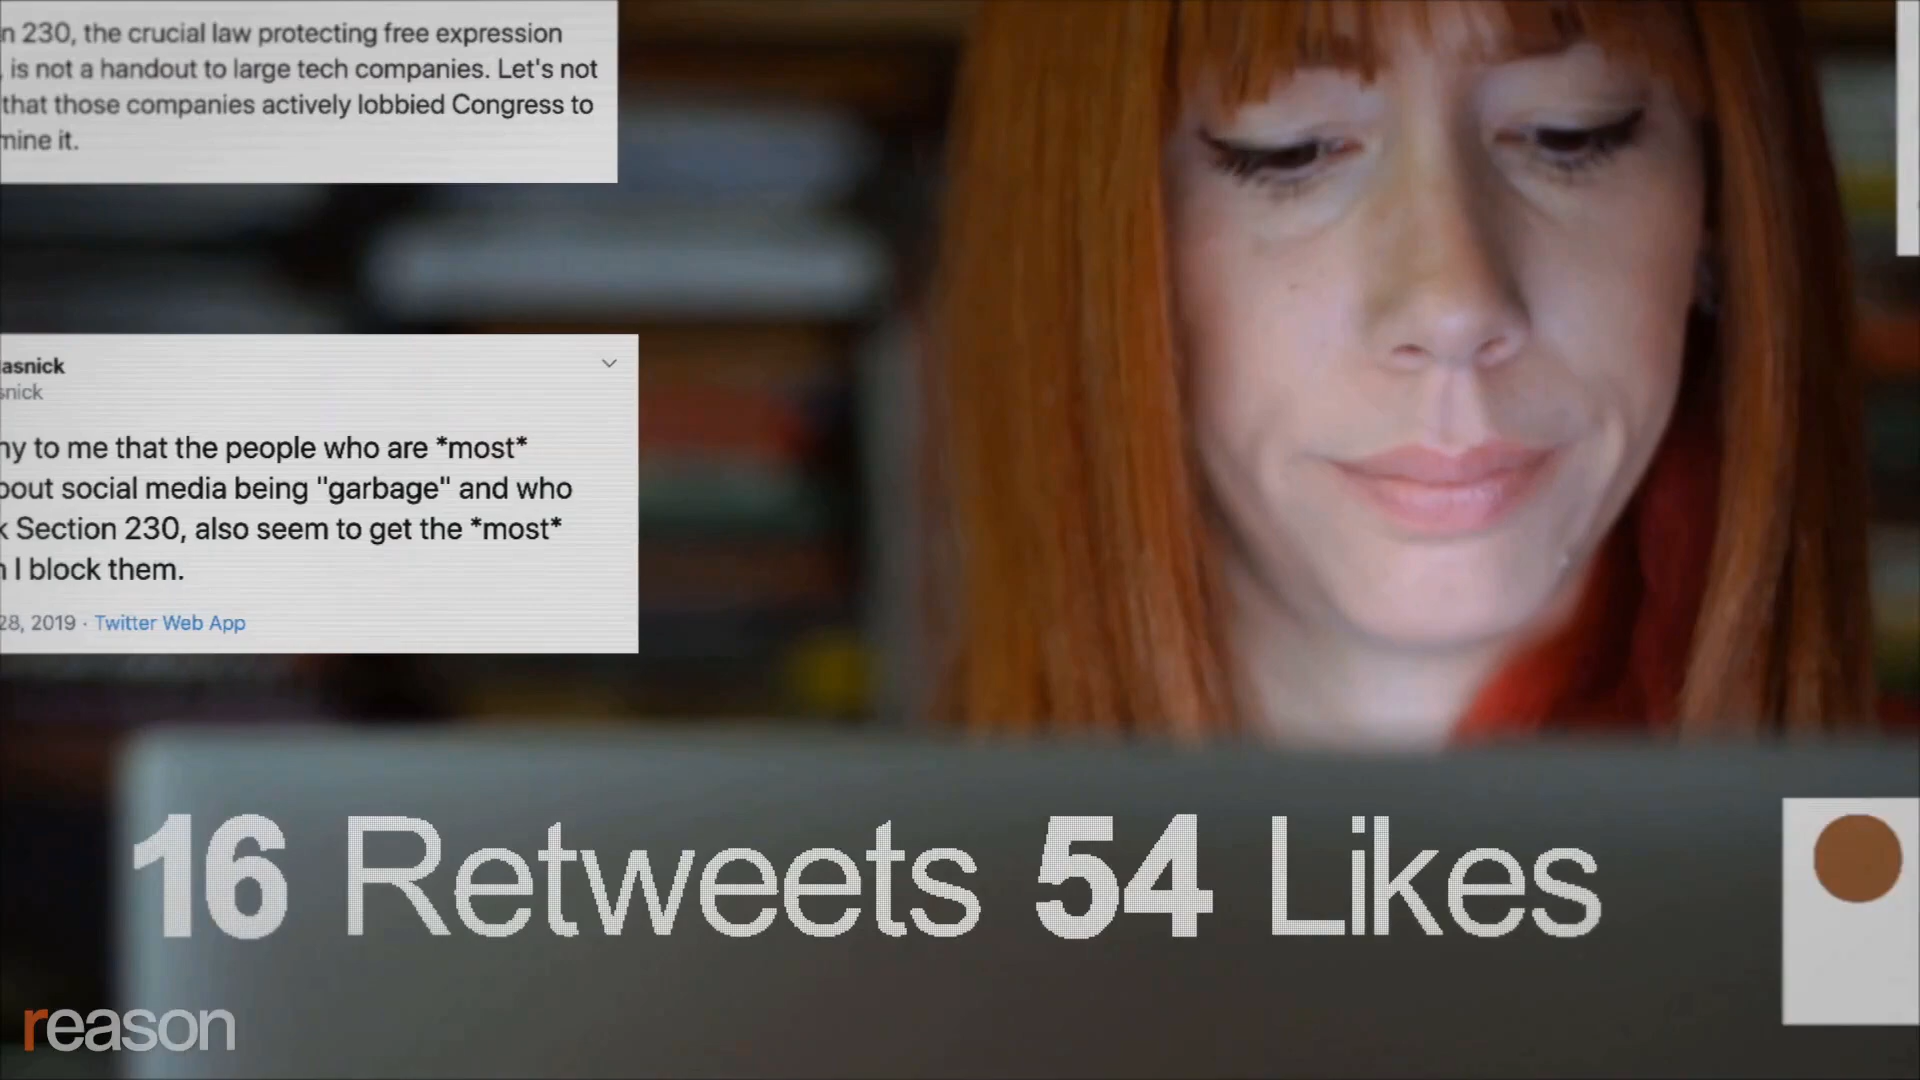 n 230, the crucial law protecting free expression
is not a handout to large tech companies. Let's not
that those companies actively lobbied Congress to
mine it.
asnick
snick
ny to me that the people who are *most*
bout social media being "garbage" and who
k Section 230, also seem to get the *most*
I block them.
28, 2019 · Twitter Web App
16 Retweets 54 Likes
reason